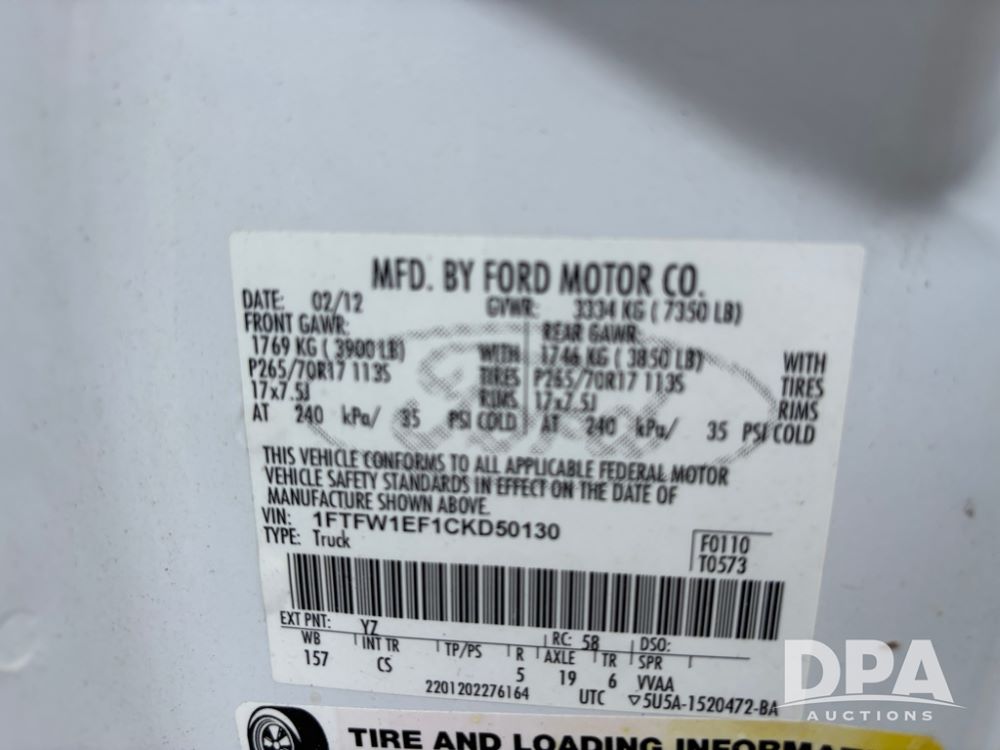 MFD. BY FORD MOTOR CO.
DATE: 02/12 GVWR: 3334 KG ( 7350 LB)
FRONT GAWR: REAR GAWR:
1769 KG ( 3900 LB) WITH 1746 KG ( 3850 LB) WITH
P265/70R17 113S TIRES P265/70R17 113S TIRES
17x7.5J RIMS 17x7.5J RIMS
AT 240 kPa/ 35 PSI COLD AT 240 kPa/ 35 PSI COLD
Ford
THIS VEHICLE CONFORMS TO ALL APPLICABLE FEDERAL MOTOR
VEHICLE SAFETY STANDARDS IN EFFECT ON THE DATE OF
MANUFACTURE SHOWN ABOVE.
VIN: 1FTFW1EF1CKD50130
TYPE: Truck
F0110
T0573
EXT PNT: YZ RC: 58 DSO:
WB INT TR TP/PS R AXLE TR SPR
157 CS 5 19 6 VVAA
2201202276164 UTC ▽5U5A-1520472-BA
TIRE AND LOADING INFORMA
DPA
AUCTIONS